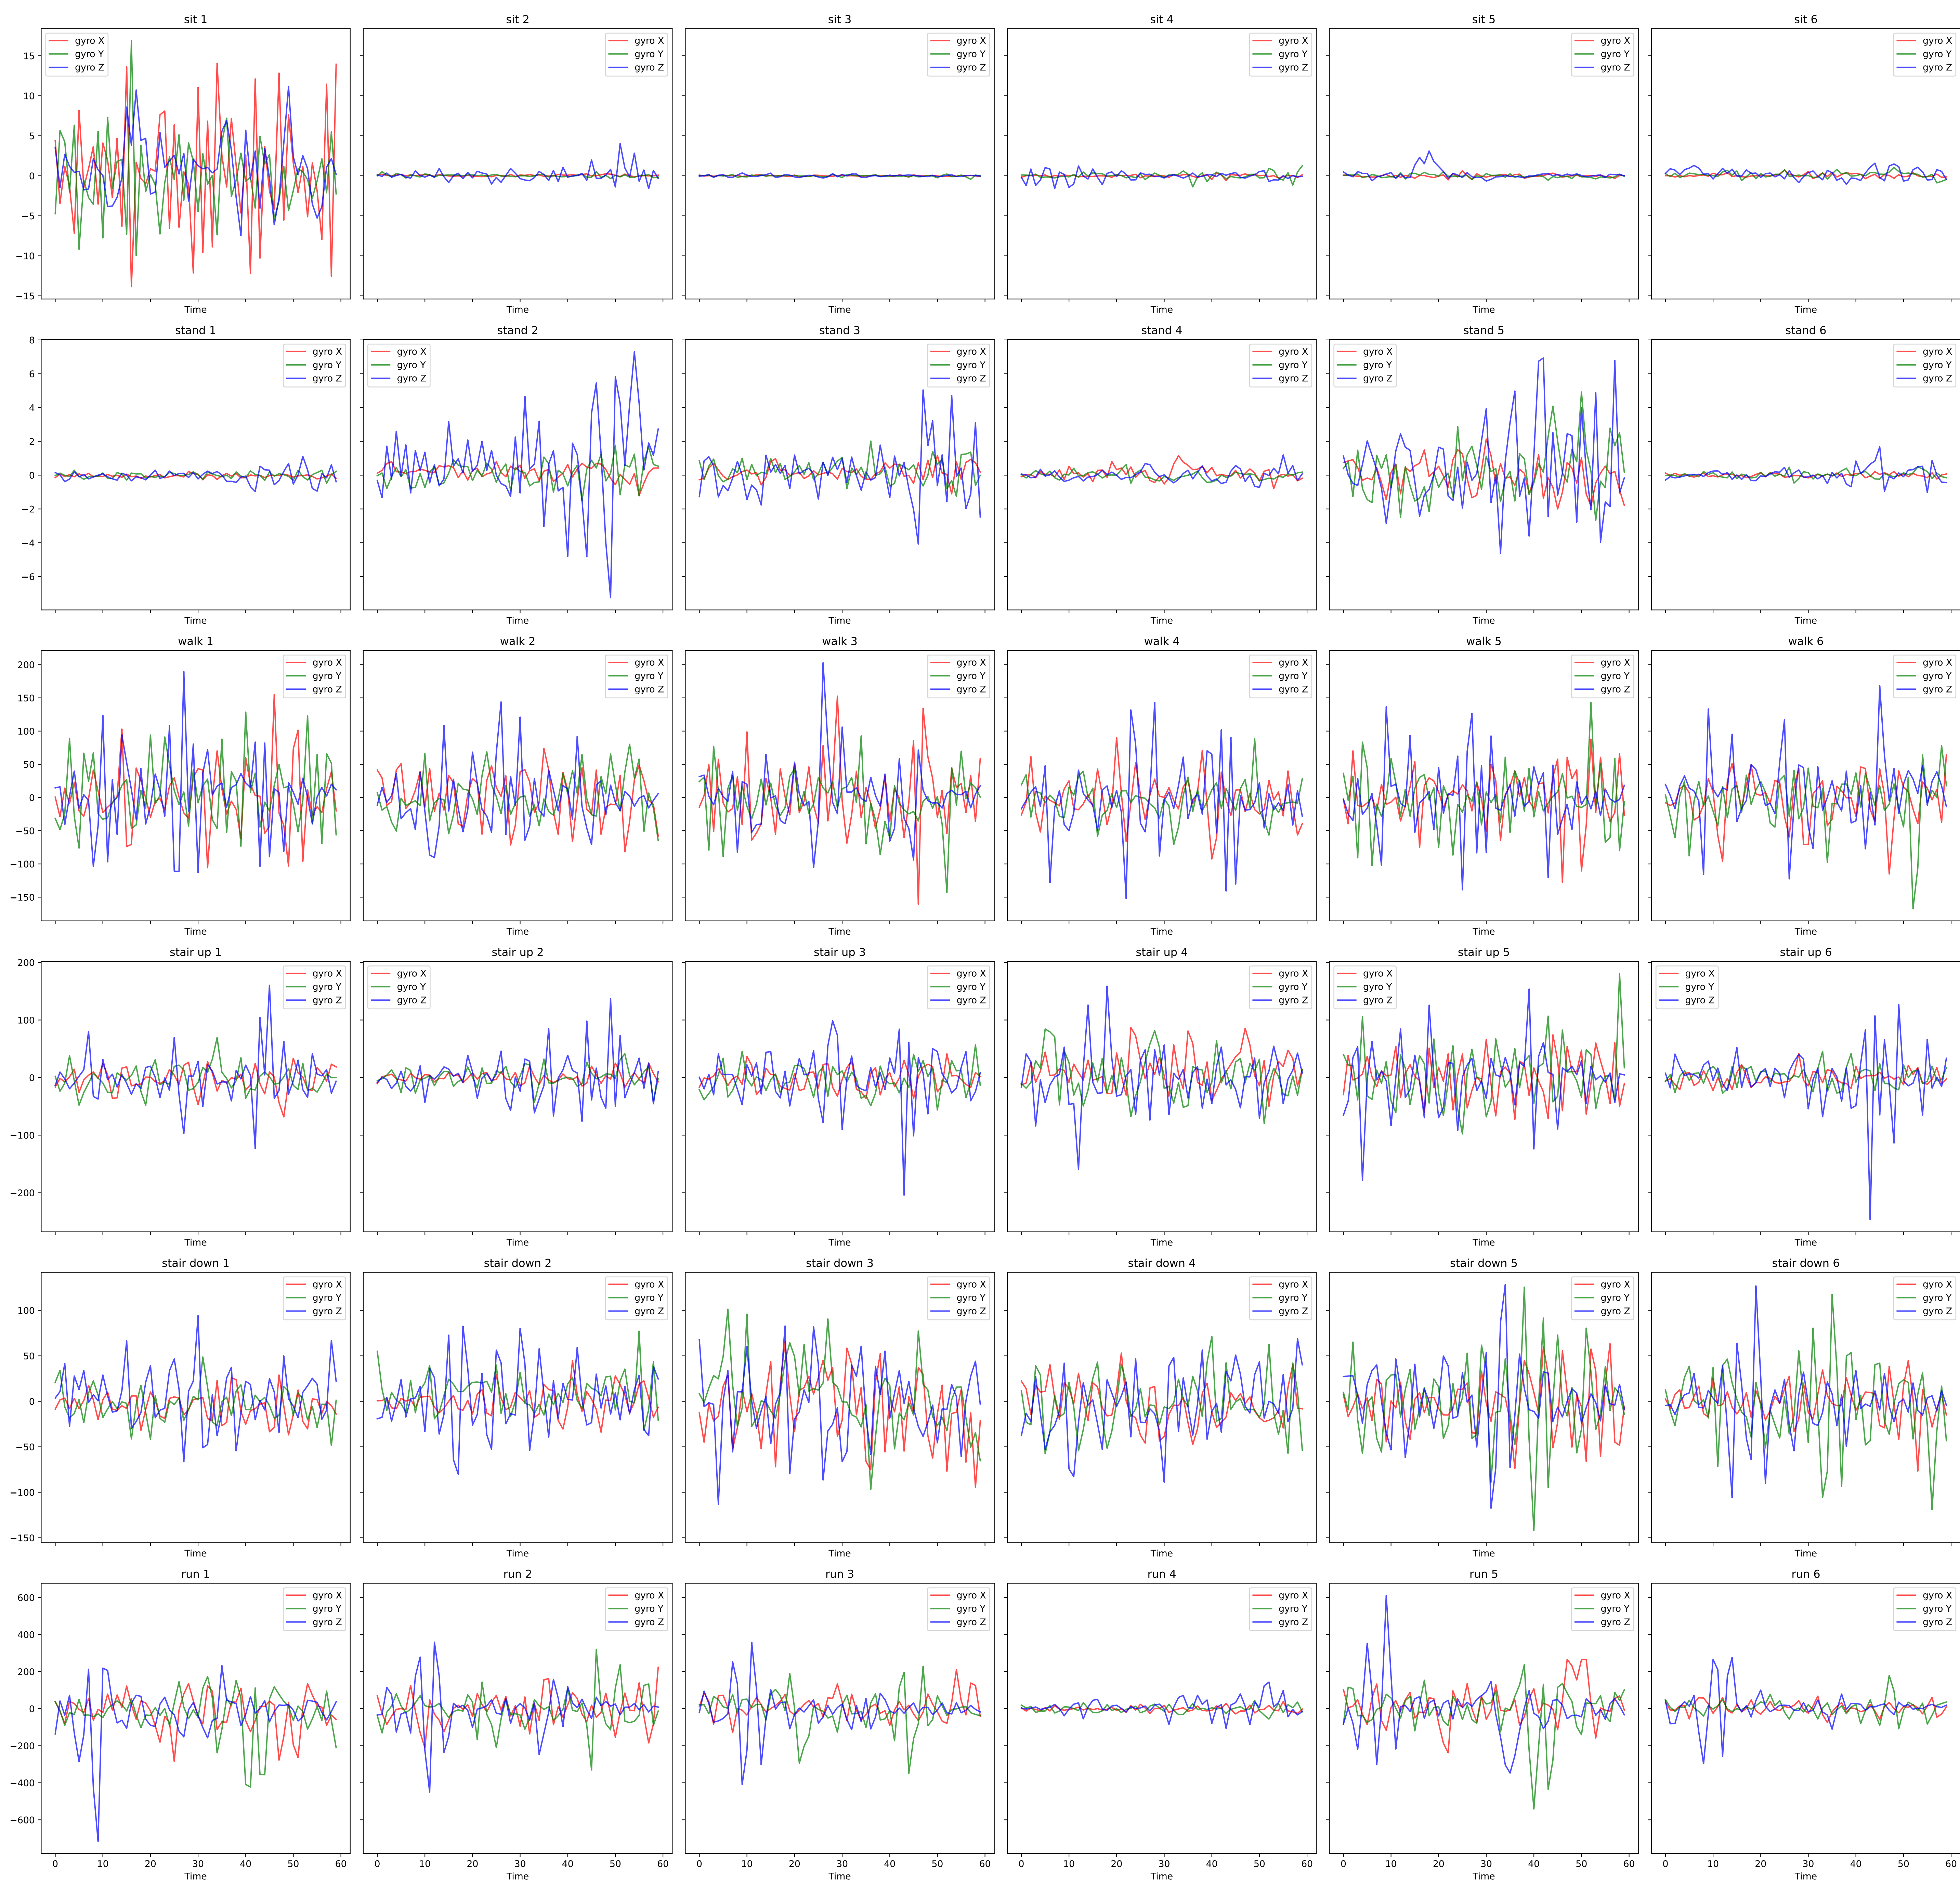 sit 1
sit 2
sit 3
sit 4
sit 5
sit 6
gyro X
gyro Y
gyro Z
gyro X
gyro Y
gyro Z
gyro X
gyro Y
gyro Z
gyro X
gyro Y
gyro Z
gyro X
gyro Y
gyro Z
gyro X
gyro Y
gyro Z
15
10
5
0
−5
−10
−15
Time
Time
Time
Time
Time
Time
stand 1
stand 2
stand 3
stand 4
stand 5
stand 6
gyro X
gyro Y
gyro Z
gyro X
gyro Y
gyro Z
gyro X
gyro Y
gyro Z
gyro X
gyro Y
gyro Z
gyro X
gyro Y
gyro Z
gyro X
gyro Y
gyro Z
8
6
4
2
0
−2
−4
−6
Time
Time
Time
Time
Time
Time
walk 1
walk 2
walk 3
walk 4
walk 5
walk 6
gyro X
gyro Y
gyro Z
gyro X
gyro Y
gyro Z
gyro X
gyro Y
gyro Z
gyro X
gyro Y
gyro Z
gyro X
gyro Y
gyro Z
gyro X
gyro Y
gyro Z
200
150
100
50
0
−50
−100
−150
Time
Time
Time
Time
Time
Time
stair up 1
stair up 2
stair up 3
stair up 4
stair up 5
stair up 6
gyro X
gyro Y
gyro Z
gyro X
gyro Y
gyro Z
gyro X
gyro Y
gyro Z
gyro X
gyro Y
gyro Z
gyro X
gyro Y
gyro Z
gyro X
gyro Y
gyro Z
200
100
0
−100
−200
Time
Time
Time
Time
Time
Time
stair down 1
stair down 2
stair down 3
stair down 4
stair down 5
stair down 6
gyro X
gyro Y
gyro Z
gyro X
gyro Y
gyro Z
gyro X
gyro Y
gyro Z
gyro X
gyro Y
gyro Z
gyro X
gyro Y
gyro Z
gyro X
gyro Y
gyro Z
100
50
0
−50
−100
−150
Time
Time
Time
Time
Time
Time
run 1
run 2
run 3
run 4
run 5
run 6
gyro X
gyro Y
gyro Z
gyro X
gyro Y
gyro Z
gyro X
gyro Y
gyro Z
gyro X
gyro Y
gyro Z
gyro X
gyro Y
gyro Z
gyro X
gyro Y
gyro Z
600
400
200
0
−200
−400
−600
0 10 20 30 40 50 60
0 10 20 30 40 50 60
0 10 20 30 40 50 60
0 10 20 30 40 50 60
0 10 20 30 40 50 60
0 10 20 30 40 50 60
Time
Time
Time
Time
Time
Time